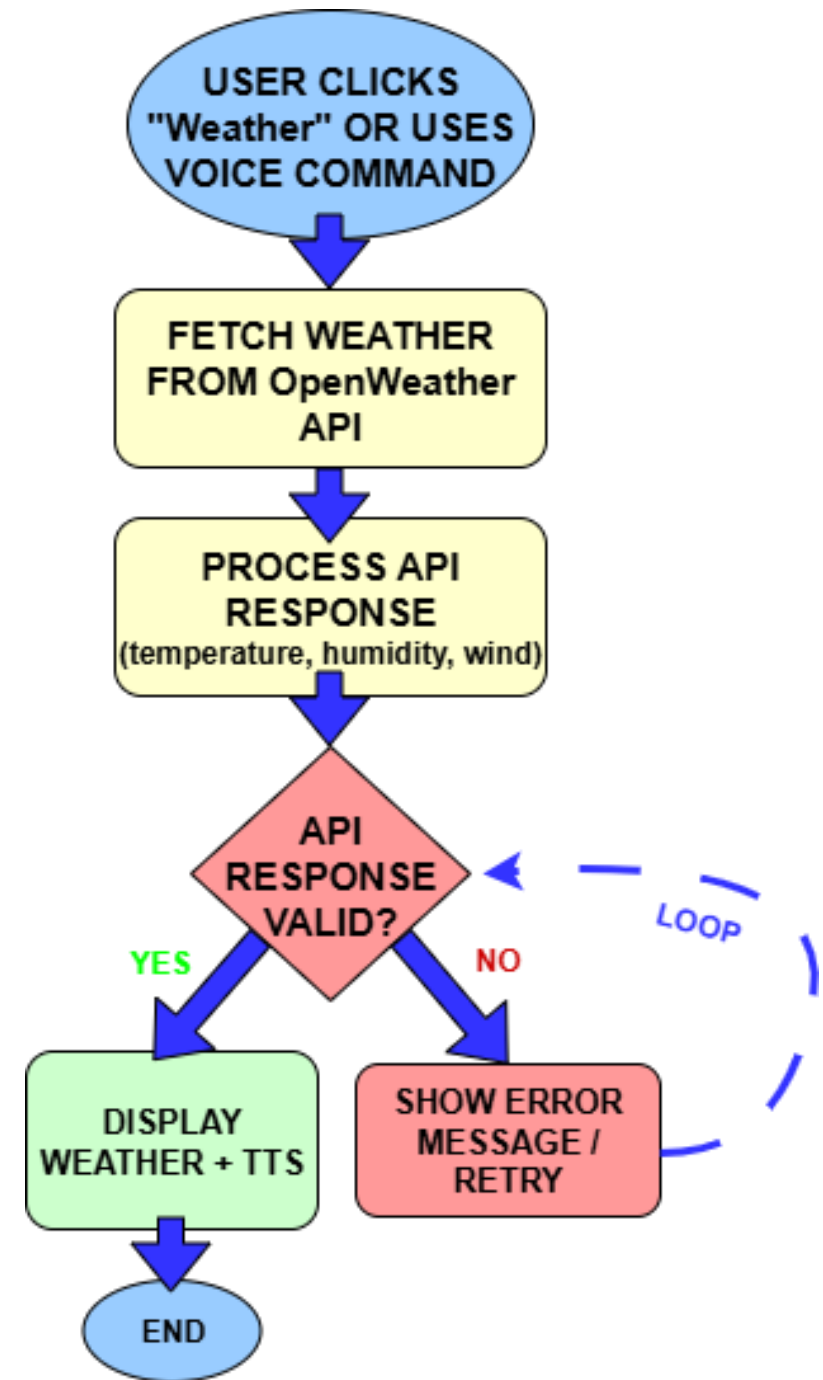 USER CLICKS
"Weather" OR USES
VOICE COMMAND
FETCH WEATHER
FROM OpenWeather
API
PROCESS API
RESPONSE
(temperature, humidity, wind)
API
RESPONSE
VALID?
YES
NO
LOOP
DISPLAY
WEATHER + TTS
SHOW ERROR
MESSAGE /
RETRY
END